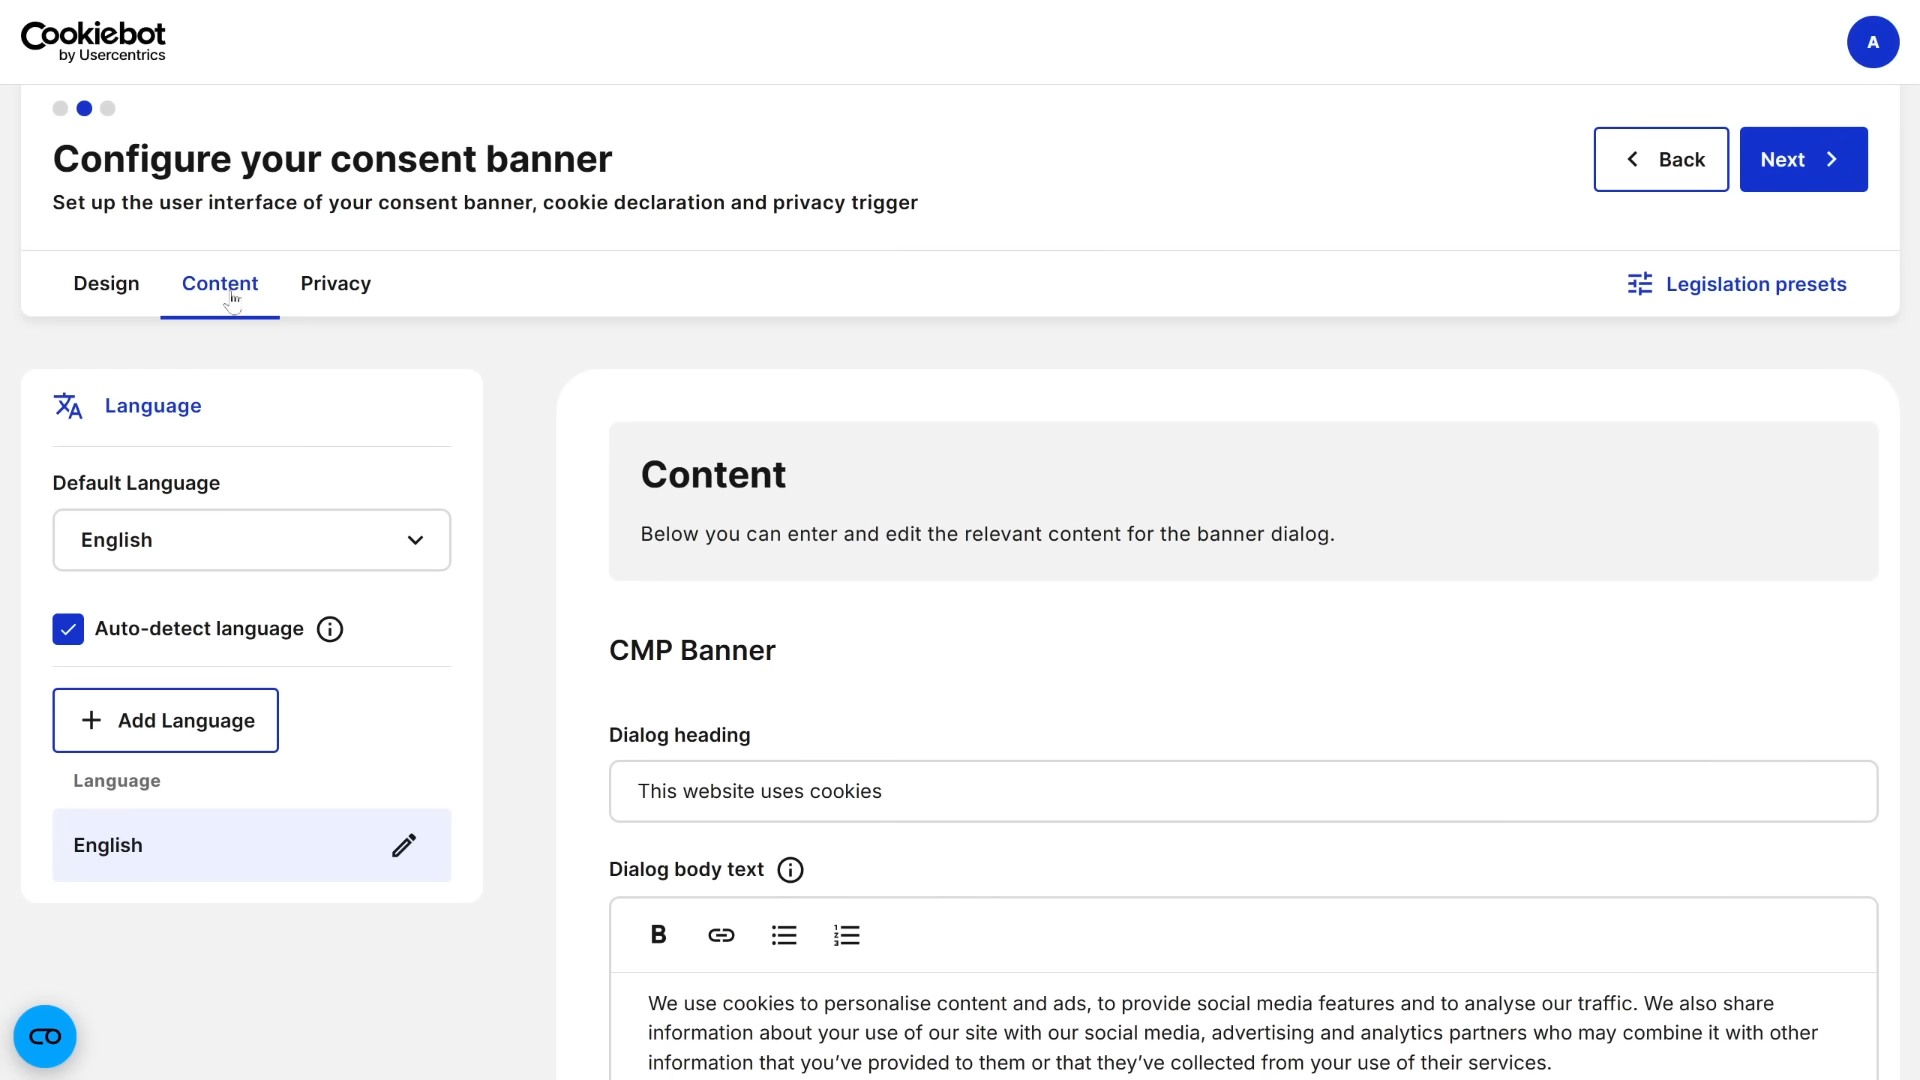 Cookiebot
by Usercentrics
A
Configure your consent banner
Set up the user interface of your consent banner, cookie declaration and privacy trigger
Back
Next
Design
Content
Privacy
Legislation presets
Language
Default Language
English
Auto-detect language
Add Language
Language
English
Content
Below you can enter and edit the relevant content for the banner dialog.
CMP Banner
Dialog heading
This website uses cookies
Dialog body text
B
We use cookies to personalise content and ads, to provide social media features and to analyse our traffic. We also share
information about your use of our site with our social media, advertising and analytics partners who may combine it with other
information that you’ve provided to them or that they’ve collected from your use of their services.